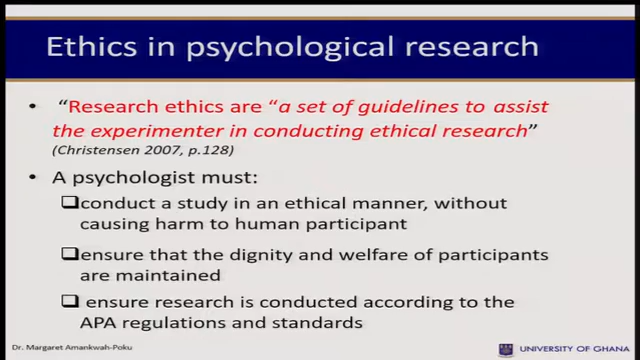 Ethics in psychological research
• “Research ethics are “a set of guidelines to assist
the experimenter in conducting ethical research”
(Christensen 2007, p.128)
• A psychologist must:
❑conduct a study in an ethical manner, without
causing harm to human participant
❑ensure that the dignity and welfare of participants
are maintained
❑ ensure research is conducted according to the
APA regulations and standards
Dr. Margaret Amankwah-Poku
UNIVERSITY OF GHANA